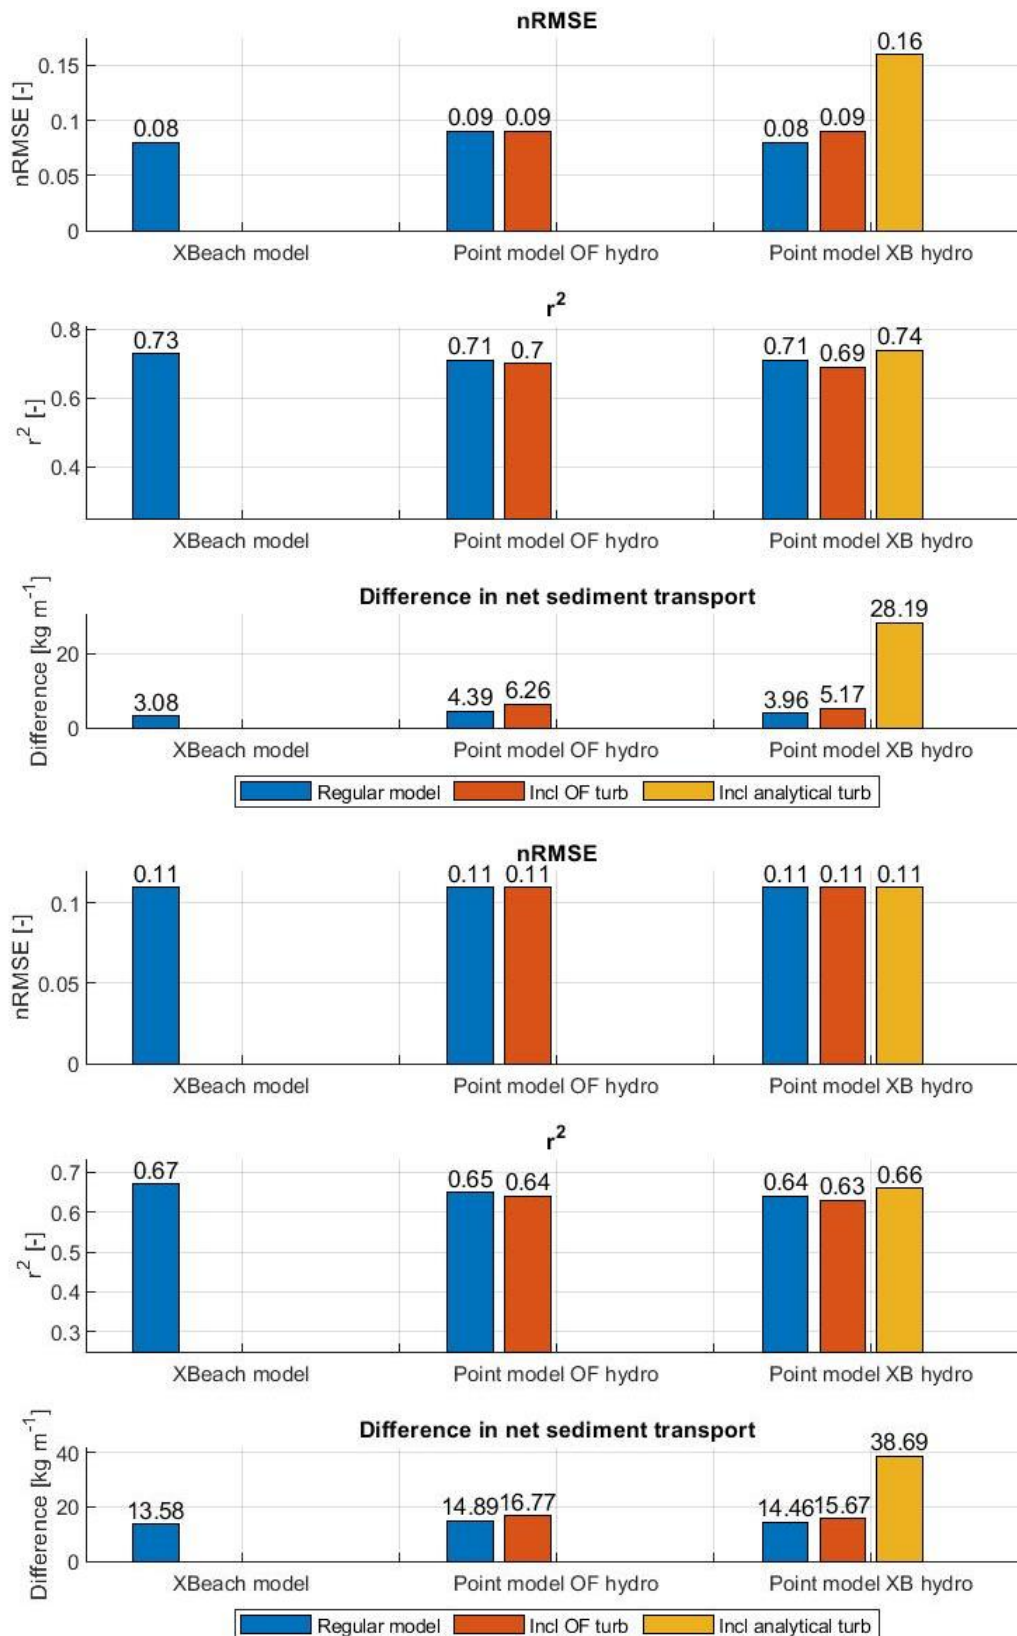 nRMSE
nRMSE [-]
0.15
0.1
0.05
0
0.08
0.09 0.09
0.08 0.09 0.16
XBeach model Point model OF hydro Point model XB hydro
r²
r² [-]
0.8
0.6
0.4
0.73
0.71 0.7
0.71 0.69 0.74
XBeach model Point model OF hydro Point model XB hydro
Difference in net sediment transport
Difference [kg m⁻¹]
20
0
3.08
4.39 6.26
3.96 5.17 28.19
XBeach model Point model OF hydro Point model XB hydro
Regular model Incl OF turb Incl analytical turb
nRMSE
nRMSE [-]
0.1
0.05
0
0.11
0.11 0.11
0.11 0.11 0.11
XBeach model Point model OF hydro Point model XB hydro
r²
r² [-]
0.7
0.6
0.5
0.4
0.3
0.67
0.65 0.64
0.64 0.63 0.66
XBeach model Point model OF hydro Point model XB hydro
Difference in net sediment transport
Difference [kg m⁻¹]
40
20
0
13.58
14.89 16.77
14.46 15.67 38.69
XBeach model Point model OF hydro Point model XB hydro
Regular model Incl OF turb Incl analytical turb